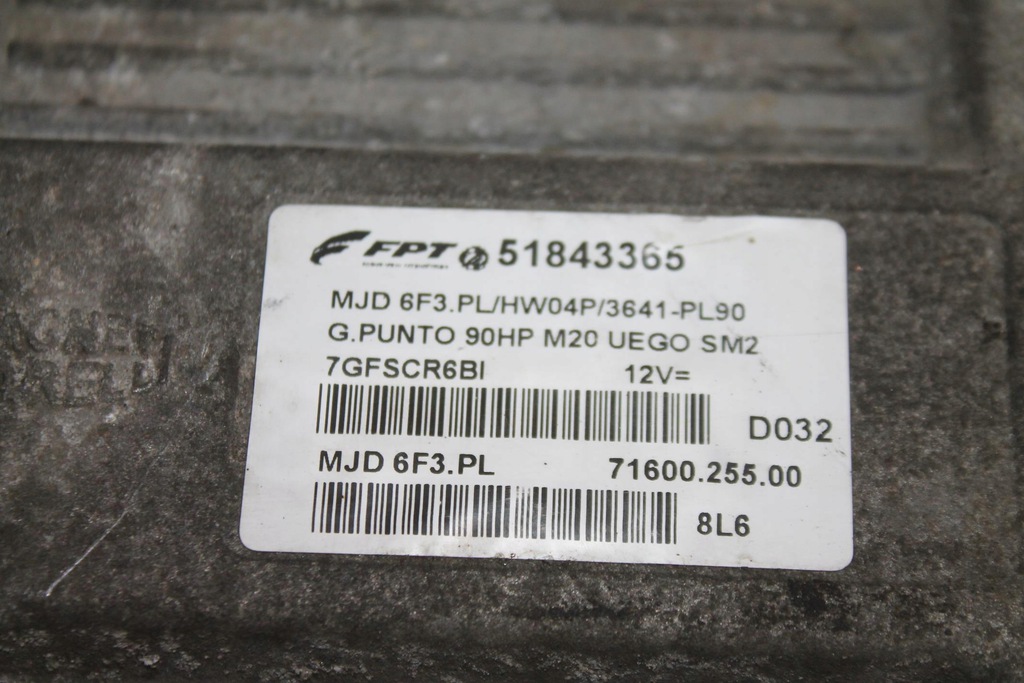 FPT 51843365
MJD 6F3.PL/HW04P/3641-PL90
G.PUNTO 90HP M20 UEGO SM2
7GFSCR6BI 12V=
D032
MJD 6F3.PL 71600.255.00
8L6